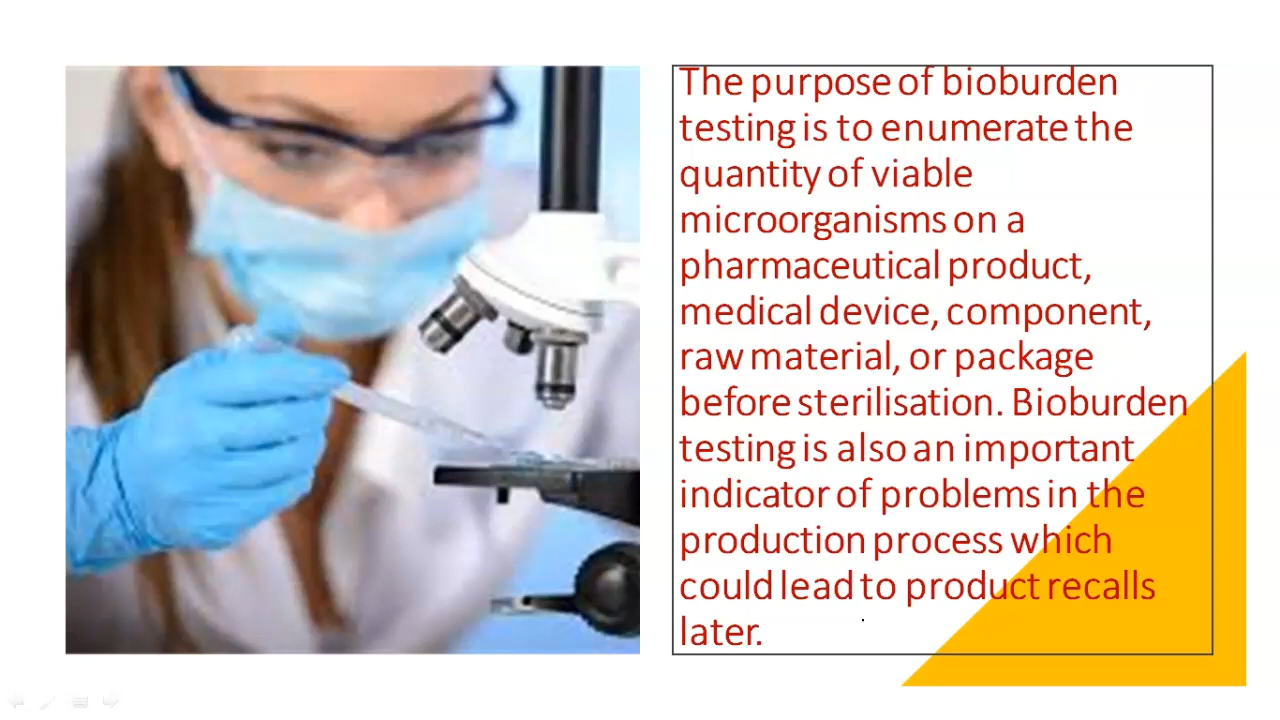 The purpose of bioburden
testing is to enumerate the
quantity of viable
microorganisms on a
pharmaceutical product,
medical device, component,
raw material, or package
before sterilisation. Bioburden
testing is also an important
indicator of problems in the
production process which
could lead to product recalls
later.